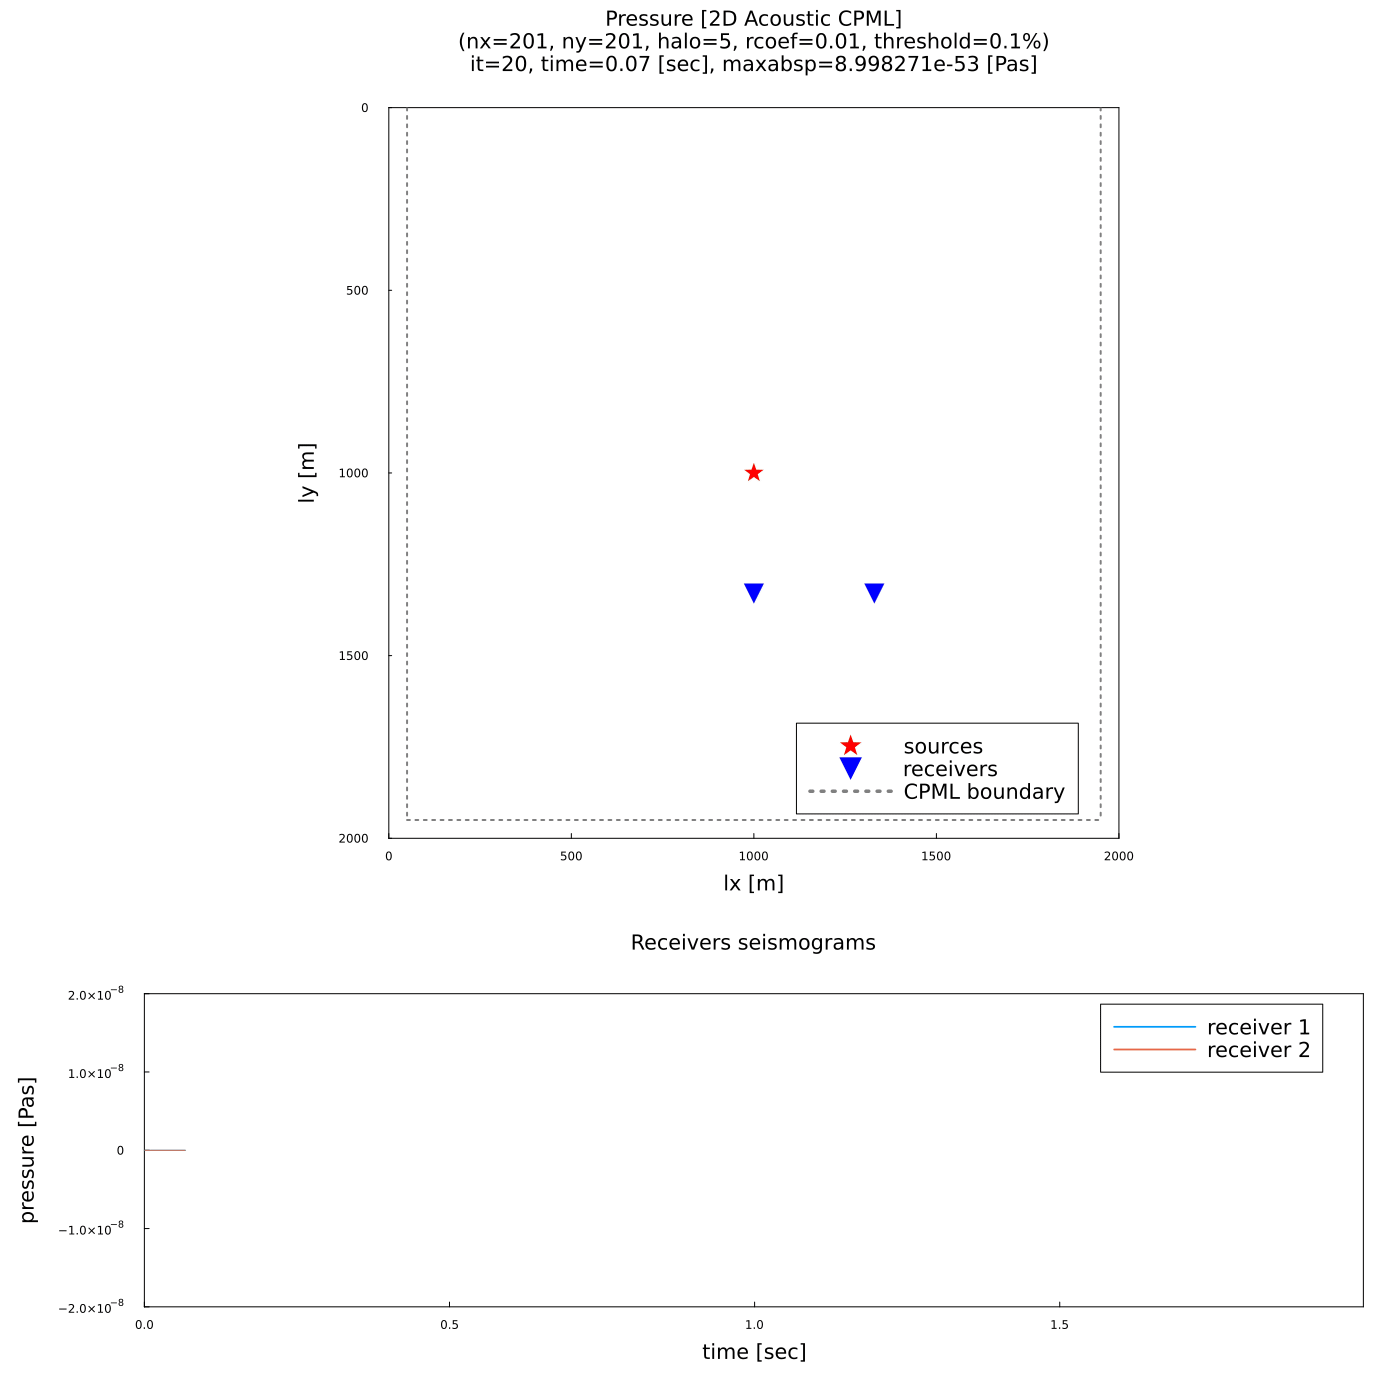 Pressure [2D Acoustic CPML]
(nx=201, ny=201, halo=5, rcoef=0.01, threshold=0.1%)
it=20, time=0.07 [sec], maxabsp=8.998271e-53 [Pas]
0
500
1000
1500
2000
ly [m]
sources
receivers
CPML boundary
0 500 1000 1500 2000
lx [m]
Receivers seismograms
2.0×10⁻⁸
1.0×10⁻⁸
0
−1.0×10⁻⁸
−2.0×10⁻⁸
pressure [Pas]
receiver 1
receiver 2
0.0 0.5 1.0 1.5
time [sec]